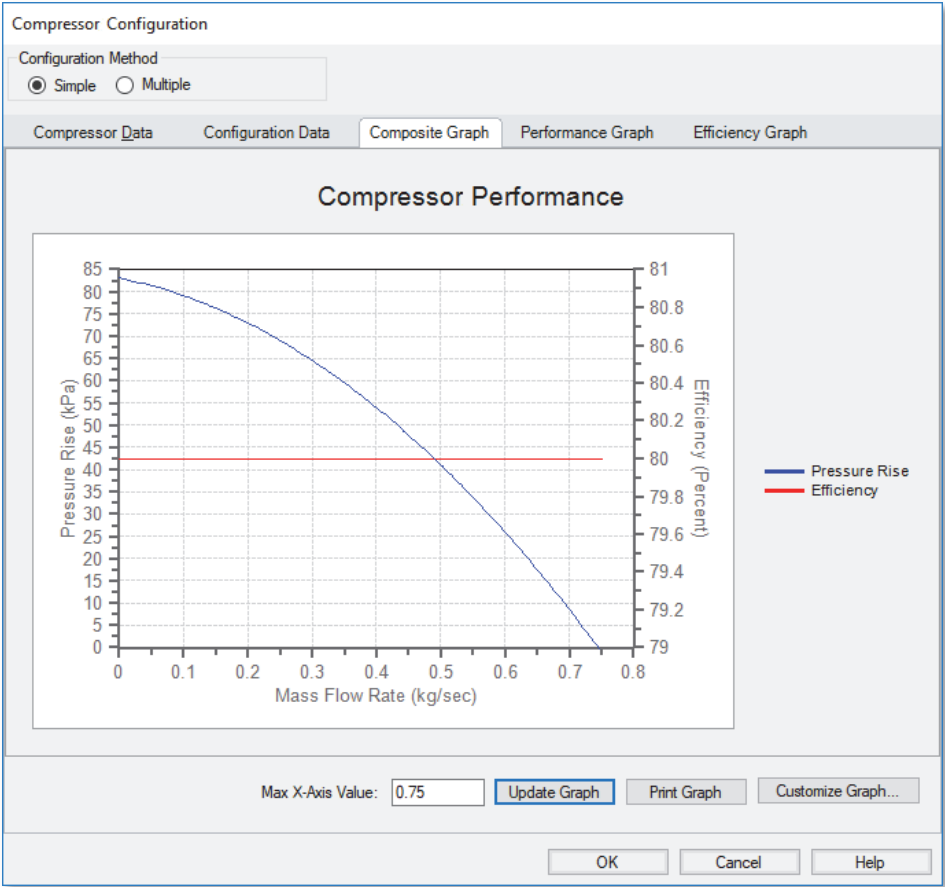 Compressor Configuration
Configuration Method
Simple Multiple
Compressor Data Configuration Data Composite Graph Performance Graph Efficiency Graph
Compressor Performance
85 81
80 80.8
75
70 80.6
65
60 80.4
55
50 80.2
45
40 80
35 79.8
30
25 79.6
20
15 79.4
10 79.2
5
0 79
Pressure Rise (kPa)
Efficiency (Percent)
0 0.1 0.2 0.3 0.4 0.5 0.6 0.7 0.8
Mass Flow Rate (kg/sec)
Pressure Rise
Efficiency
Max X-Axis Value: 0.75 Update Graph Print Graph Customize Graph...
OK Cancel Help